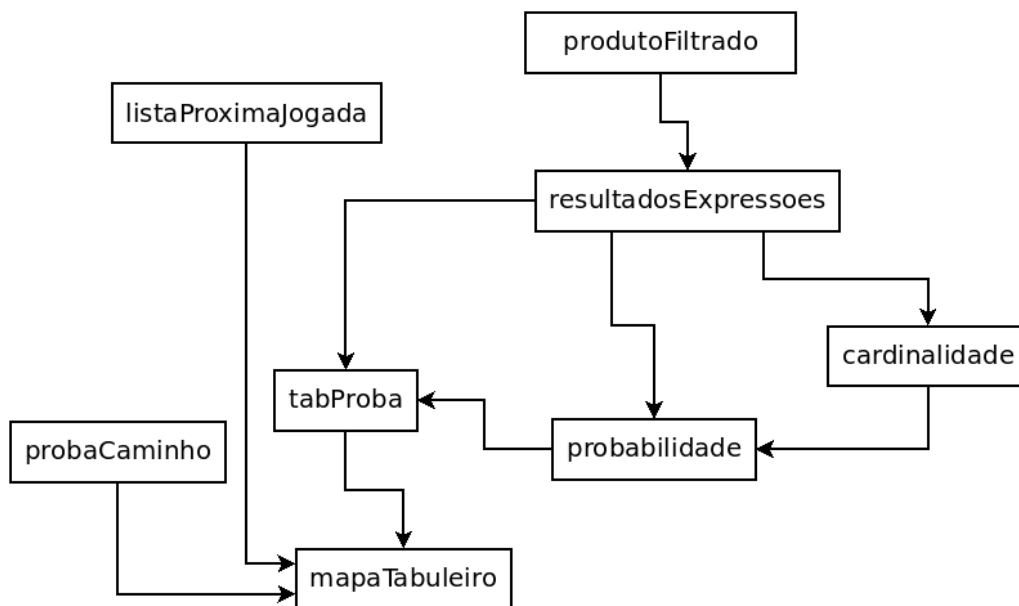 produtoFiltrado
listaProximaJogada
resultadosExpressoes
cardinalidade
tabProba
probaCaminho
probabilidade
mapaTabuleiro